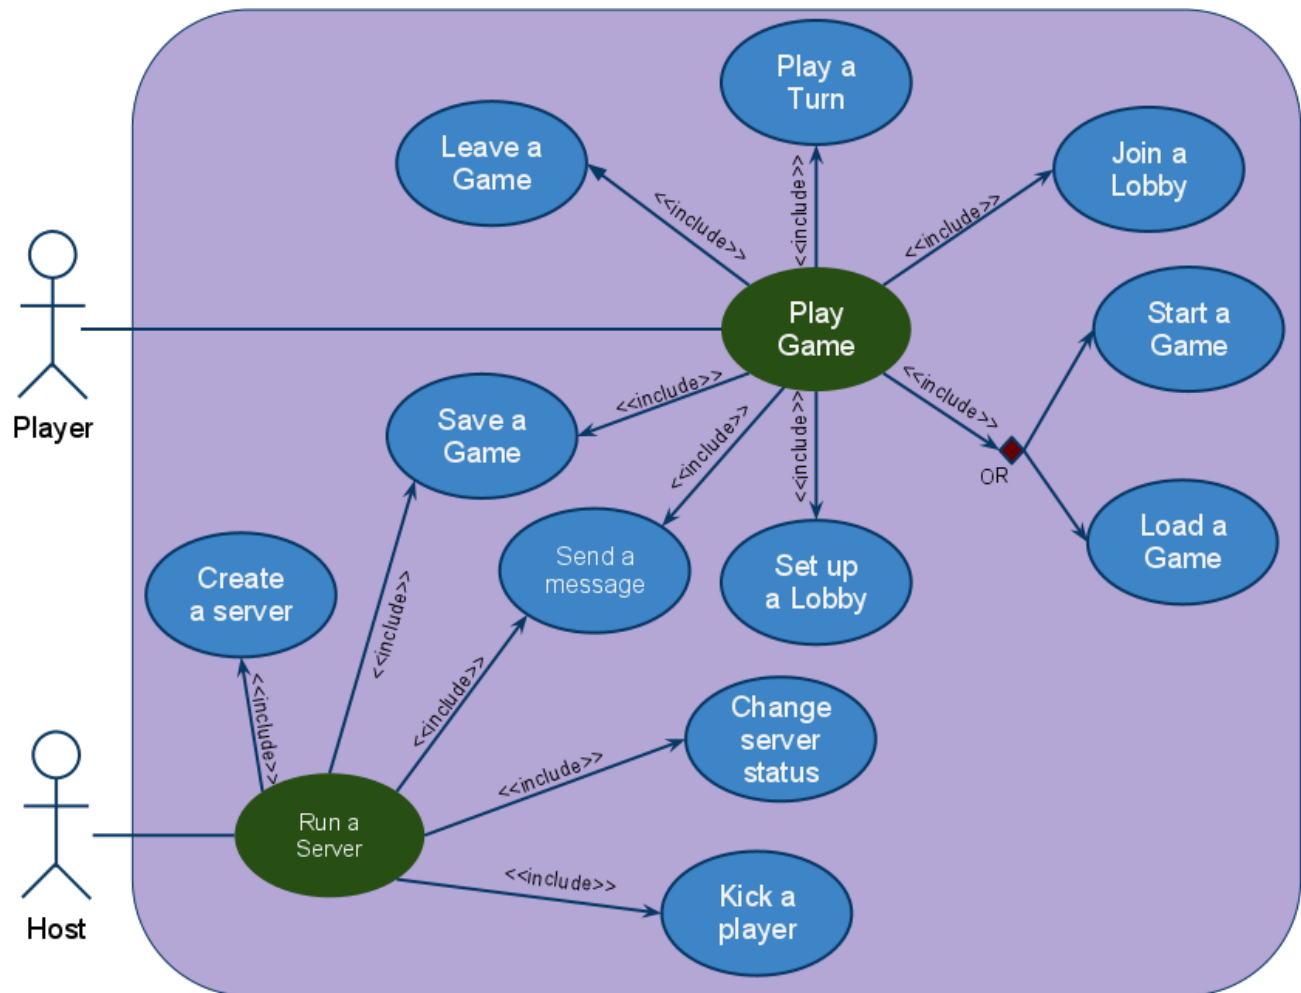 Play a
Turn
Leave a
Game
Join a
Lobby
<<include>>
<<include>>
<<include>>
Player
Play
Game
Start a
Game
<<include>>
<<include>>
<<include>>
<<include>>
OR
Save a
Game
Load a
Game
Send a
message
Set up
a Lobby
Create
a server
<<include>>
<<include>>
<<include>>
<<include>>
Change
server
status
Host
Run a
Server
<<include>>
Kick a
player